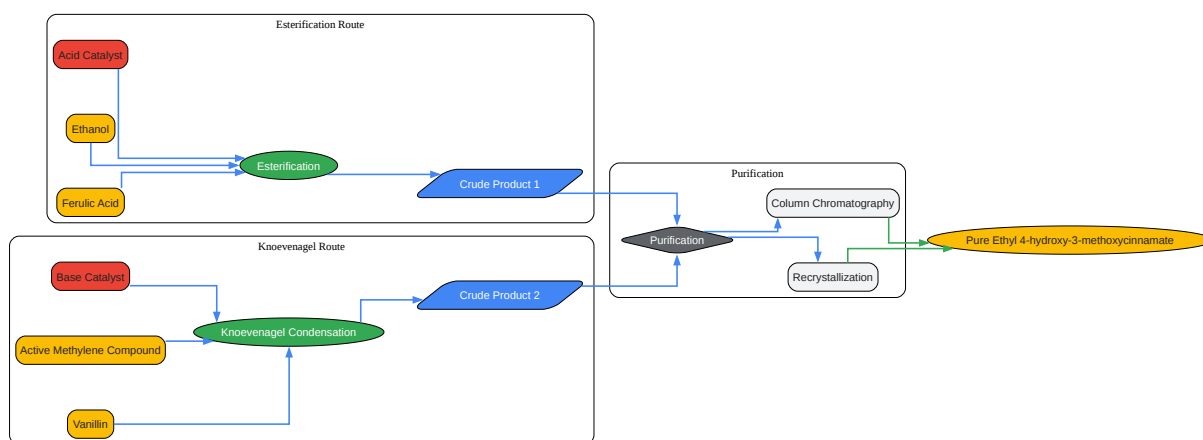 Esterification Route
Acid Catalyst
Ethanol
Esterification
Ferulic Acid
Crude Product 1
Knoevenagel Route
Base Catalyst
Active Methylene Compound
Knoevenagel Condensation
Vanillin
Crude Product 2
Purification
Purification
Column Chromatography
Recrystallization
Pure Ethyl 4-hydroxy-3-methoxycinnamate